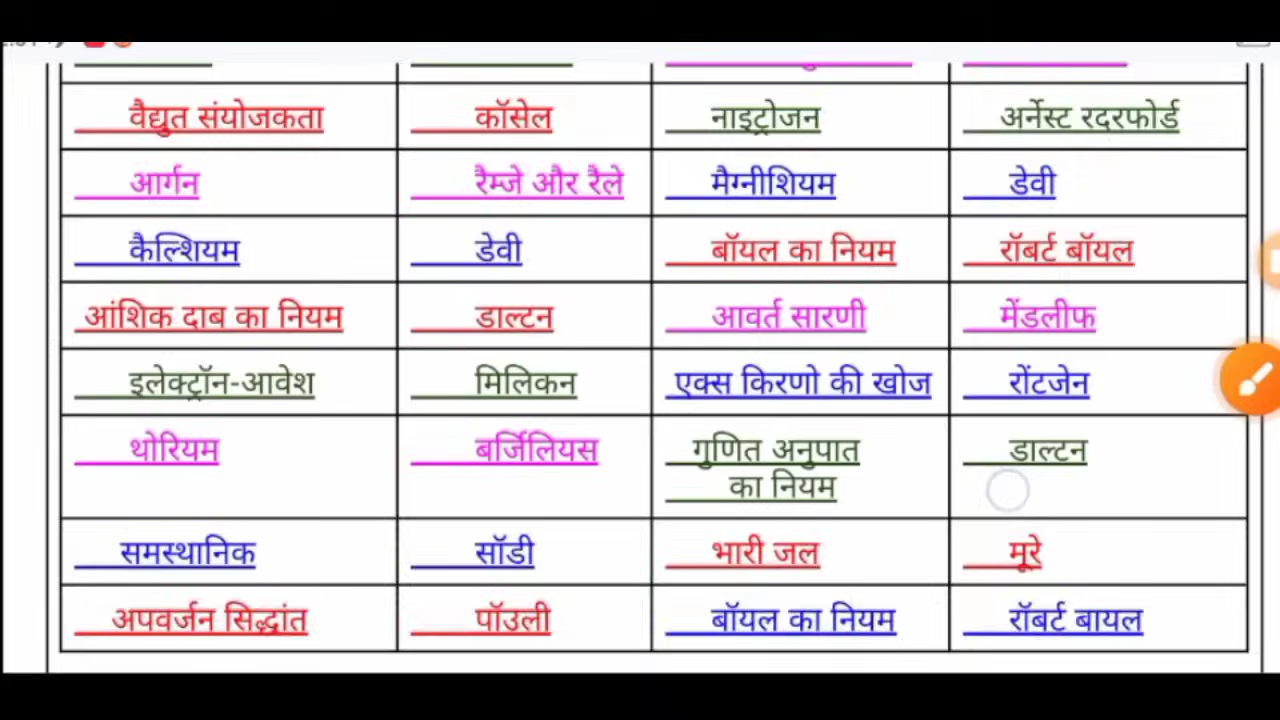 वैद्युत संयोजकता कॉसेल नाइट्रोजन अर्नेस्ट रदरफोर्ड
आर्गन रैम्जे और रैले मैग्नीशियम डेवी
कैल्शियम डेवी बॉयल का नियम रॉबर्ट बॉयल
आंशिक दाब का नियम डाल्टन आवर्त सारणी मेंडलीफ
इलेक्ट्रॉन-आवेश मिलिकन एक्स किरणो की खोज रोंटजेन
थोरियम बर्जिलियस गुणित अनुपात डाल्टन
का नियम
समस्थानिक सॉडी भारी जल मूरे
अपवर्जन सिद्धांत पॉउली बॉयल का नियम रॉबर्ट बायल